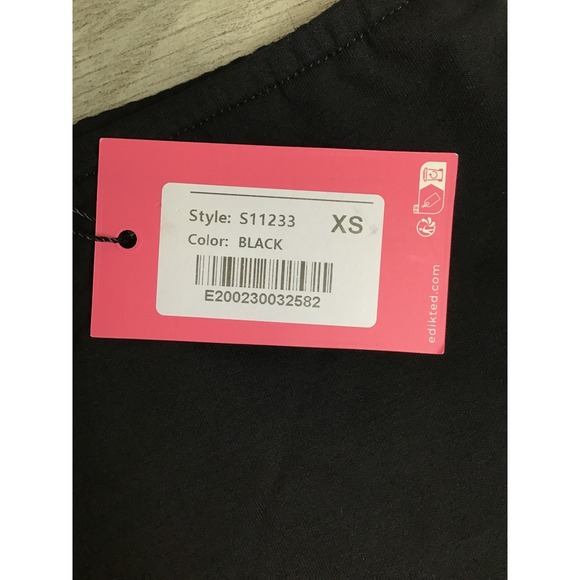 Style: S11233 XS
Color: BLACK
E200230032582
edikted.com